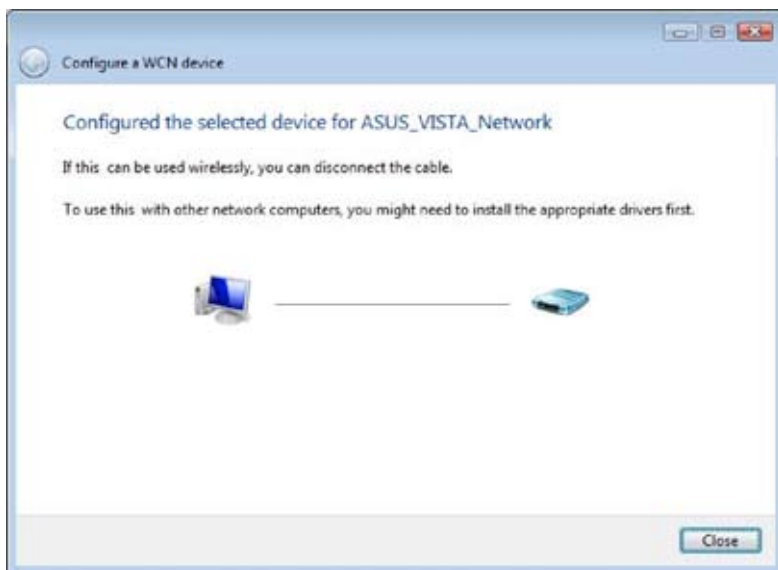 Configure a WCN device
Configured the selected device for ASUS_VISTA_Network
If this can be used wirelessly, you can disconnect the cable.
To use this with other network computers, you might need to install the appropriate drivers first.
Close